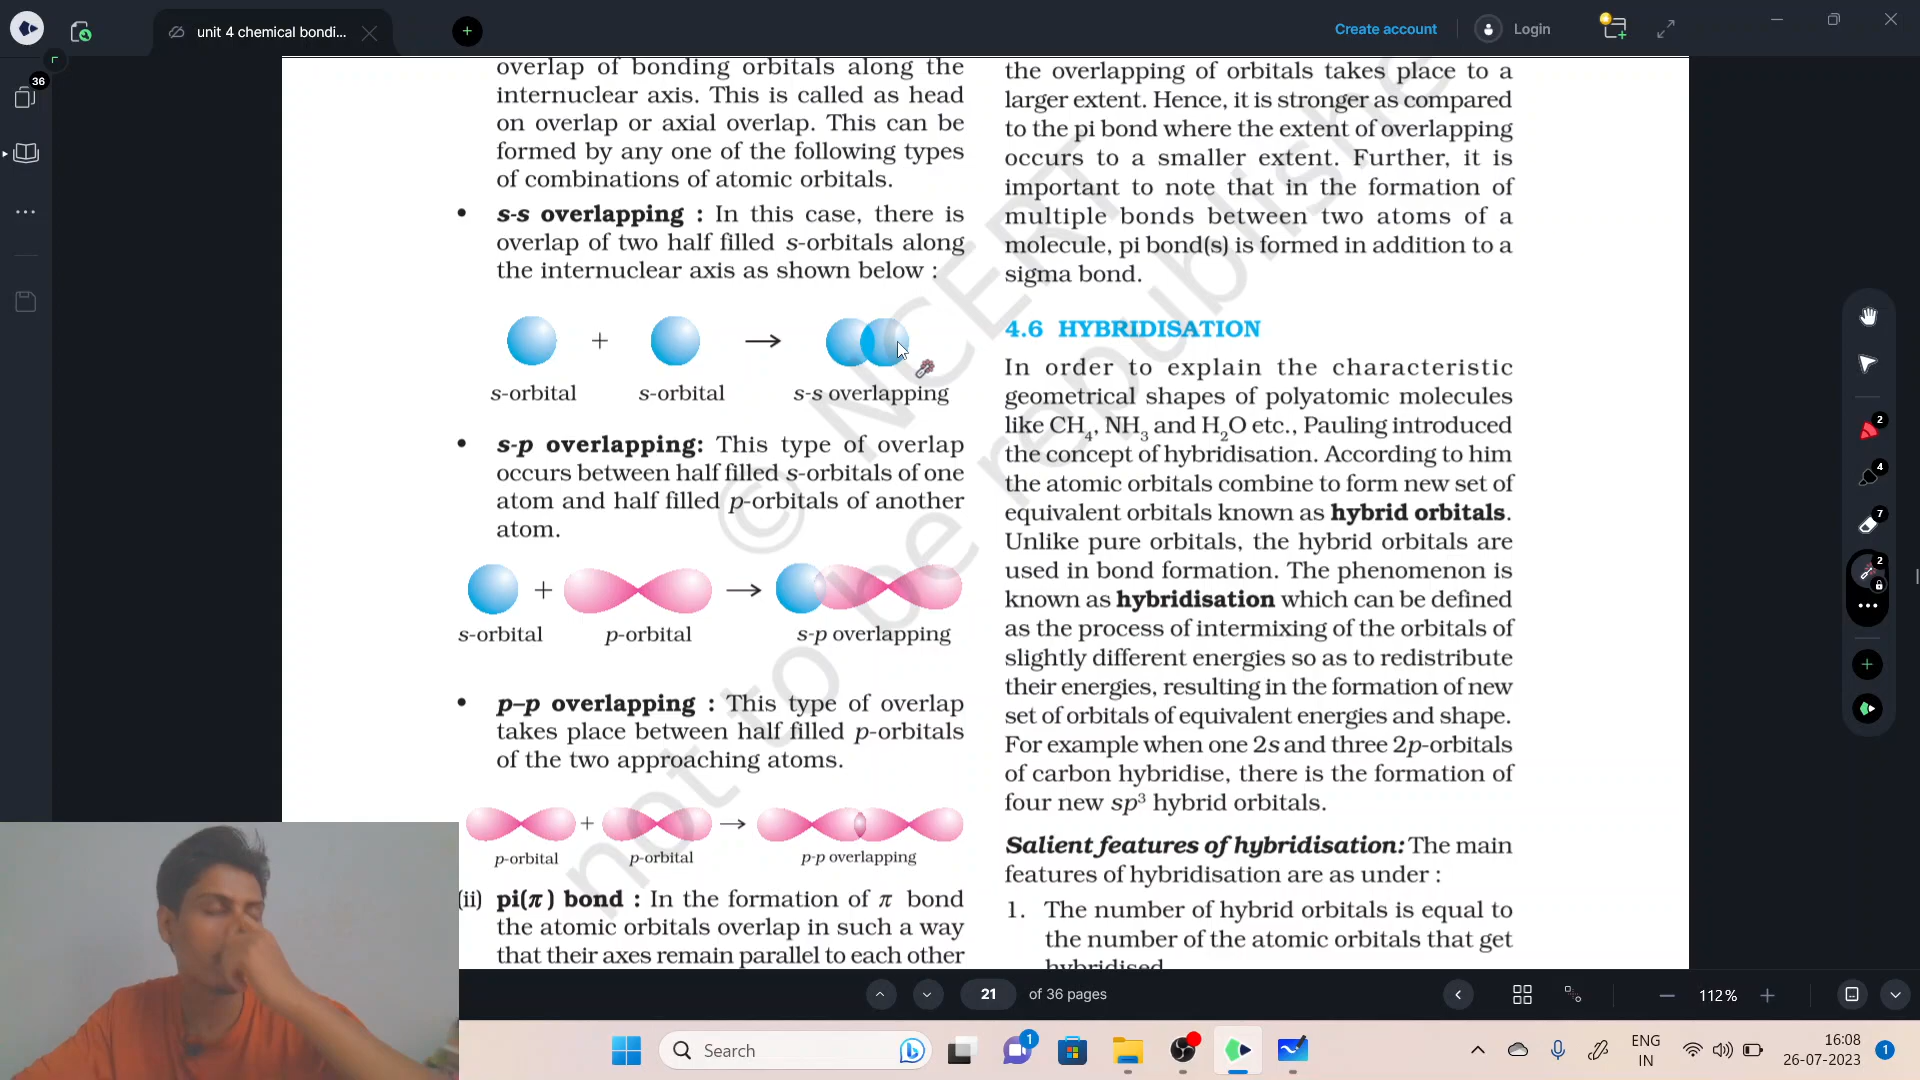 unit 4 chemical bondi...
Create account
Login
36
overlap of bonding orbitals along the
internuclear axis. This is called as head
on overlap or axial overlap. This can be
formed by any one of the following types
of combinations of atomic orbitals.
• s-s overlapping : In this case, there is
overlap of two half filled s-orbitals along
the internuclear axis as shown below :
+
s-orbital s-orbital s-s overlapping
• s-p overlapping: This type of overlap
occurs between half filled s-orbitals of one
atom and half filled p-orbitals of another
atom.
+
s-orbital p-orbital s-p overlapping
• p–p overlapping : This type of overlap
takes place between half filled p-orbitals
of the two approaching atoms.
+
p-orbital p-orbital p-p overlapping
(ii) pi(π) bond : In the formation of π bond
the atomic orbitals overlap in such a way
that their axes remain parallel to each other
the overlapping of orbitals takes place to a
larger extent. Hence, it is stronger as compared
to the pi bond where the extent of overlapping
occurs to a smaller extent. Further, it is
important to note that in the formation of
multiple bonds between two atoms of a
molecule, pi bond(s) is formed in addition to a
sigma bond.
4.6 HYBRIDISATION
In order to explain the characteristic
geometrical shapes of polyatomic molecules
like CH4, NH3 and H2O etc., Pauling introduced
the concept of hybridisation. According to him
the atomic orbitals combine to form new set of
equivalent orbitals known as hybrid orbitals.
Unlike pure orbitals, the hybrid orbitals are
used in bond formation. The phenomenon is
known as hybridisation which can be defined
as the process of intermixing of the orbitals of
slightly different energies so as to redistribute
their energies, resulting in the formation of new
set of orbitals of equivalent energies and shape.
For example when one 2s and three 2p-orbitals
of carbon hybridise, there is the formation of
four new sp³ hybrid orbitals.
Salient features of hybridisation: The main
features of hybridisation are as under :
1. The number of hybrid orbitals is equal to
the number of the atomic orbitals that get
hybridised
© NCERT
not to be republishe
2
4
7
2
21 of 36 pages
112%
Search
1
ENG
IN
16:08
26-07-2023
1